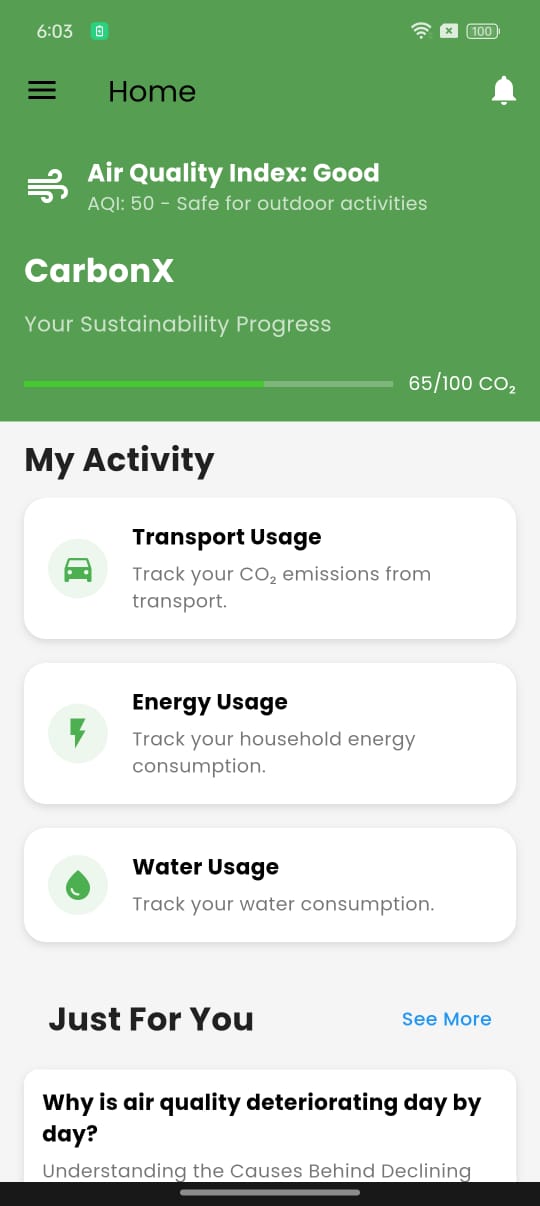 6:03
100
Home
Air Quality Index: Good
AQI: 50 - Safe for outdoor activities
CarbonX
Your Sustainability Progress
65/100 CO₂
My Activity
Transport Usage
Track your CO₂ emissions from
transport.
Energy Usage
Track your household energy
consumption.
Water Usage
Track your water consumption.
Just For You
See More
Why is air quality deteriorating day by
day?
Understanding the Causes Behind Declining